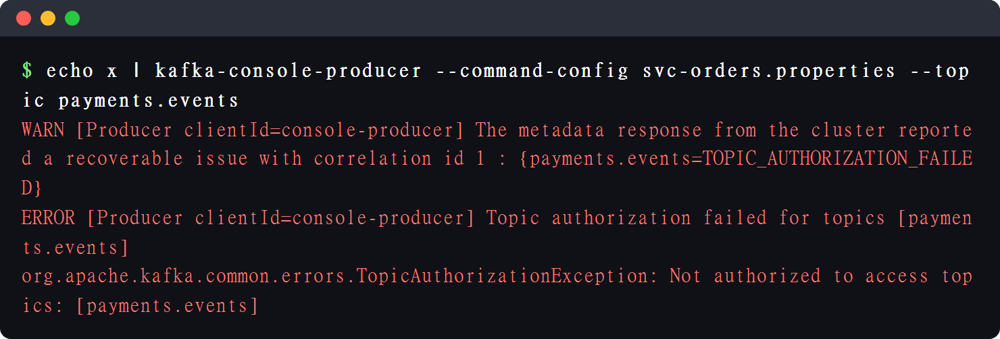 $ echo x | kafka-console-producer --command-config svc-orders.properties --top
ic payments.events
WARN [Producer clientId=console-producer] The metadata response from the cluster reporte
d a recoverable issue with correlation id 1 : {payments.events=TOPIC_AUTHORIZATION_FAILE
D}
ERROR [Producer clientId=console-producer] Topic authorization failed for topics [paymen
ts.events]
org.apache.kafka.common.errors.TopicAuthorizationException: Not authorized to access top
ics: [payments.events]